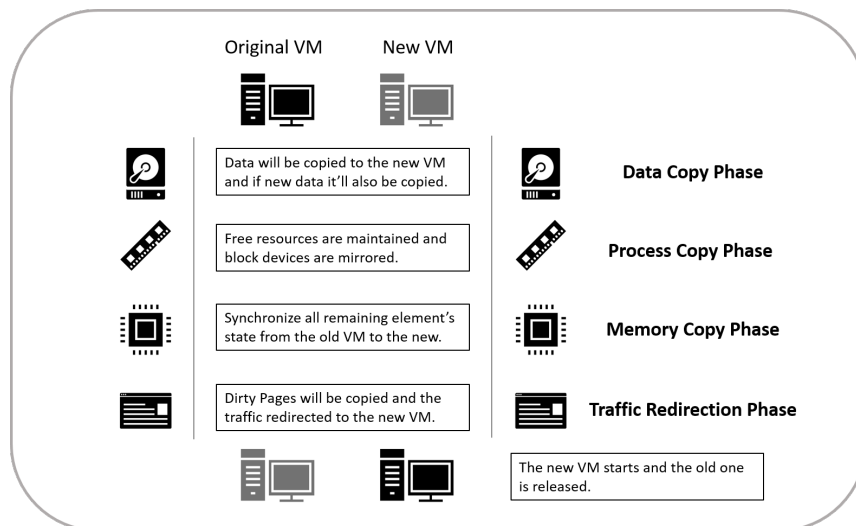 Original VM
New VM
Data will be copied to the new VM
and if new data it'll also be copied.
Data Copy Phase
Free resources are maintained and
block devices are mirrored.
Process Copy Phase
Synchronize all remaining element's
state from the old VM to the new.
Memory Copy Phase
Dirty Pages will be copied and the
traffic redirected to the new VM.
Traffic Redirection Phase
The new VM starts and the old one
is released.